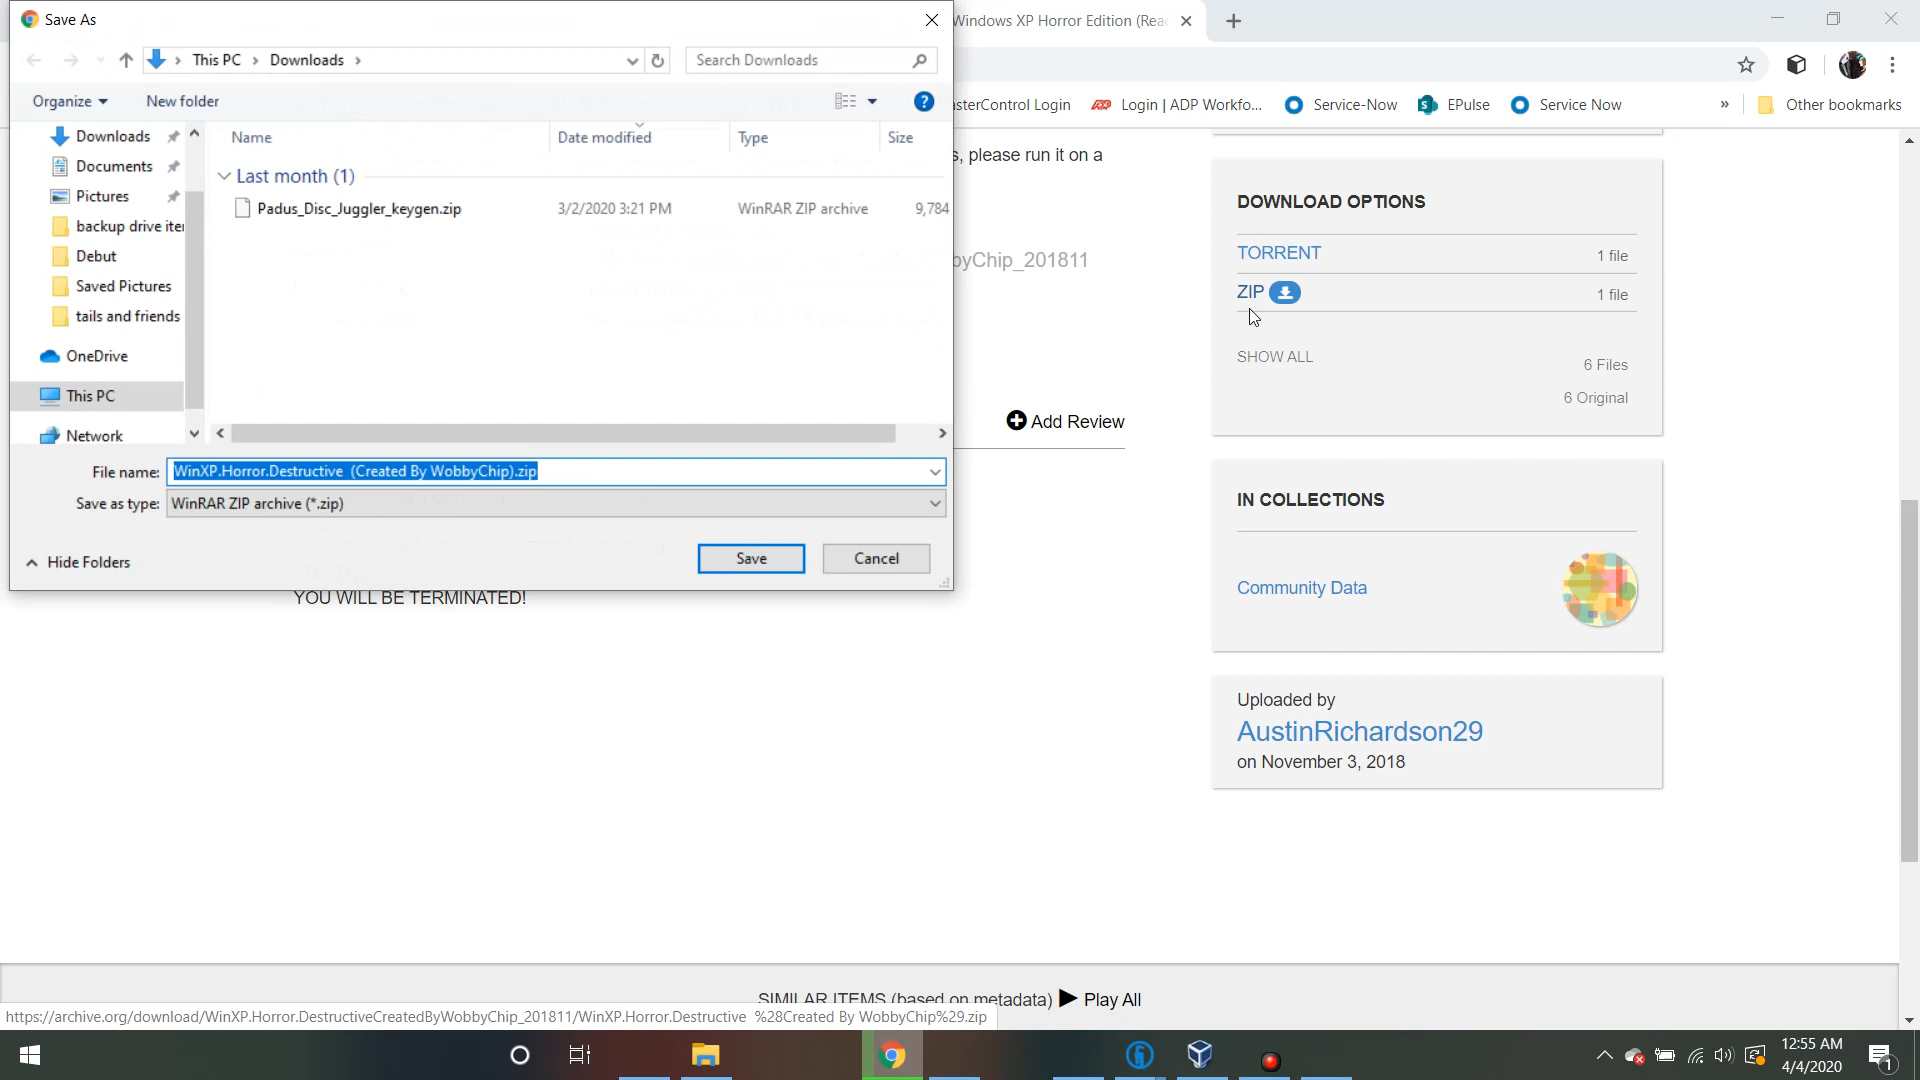 Save As
Windows XP Horror Edition (Rea
This PC
Downloads
Search Downloads
Organize
New folder
asterControl Login
Login | ADP Workfo...
Service-Now
EPulse
Service Now
»
Other bookmarks
Downloads
Documents
Pictures
backup drive iter
Debut
Saved Pictures
tails and friends
OneDrive
This PC
Network
Name
Date modified
Type
Size
Last month (1)
Padus_Disc_Juggler_keygen.zip
3/2/2020 3:21 PM
WinRAR ZIP archive
9,784
File name:
WinXP.Horror.Destructive (Created By WobbyChip).zip
Save as type:
WinRAR ZIP archive (*.zip)
Hide Folders
Save
Cancel
s, please run it on a
byChip_201811
Add Review
YOU WILL BE TERMINATED!
DOWNLOAD OPTIONS
TORRENT
1 file
ZIP
1 file
SHOW ALL
6 Files
6 Original
IN COLLECTIONS
Community Data
Uploaded by
AustinRichardson29
on November 3, 2018
SIMILAR ITEMS (based on metadata)
Play All
https://archive.org/download/WinXP.Horror.DestructiveCreatedByWobbyChip_201811/WinXP.Horror.Destructive %28Created By WobbyChip%29.zip
12:55 AM
4/4/2020
1